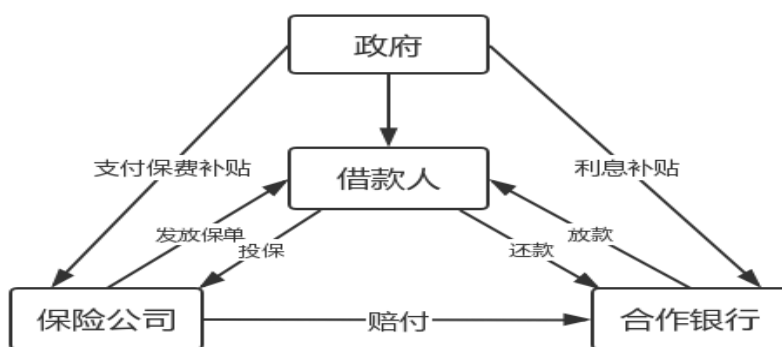 政府
支付保费补贴
利息补贴
借款人
发放保单
投保
还款
放款
保险公司
赔付
合作银行